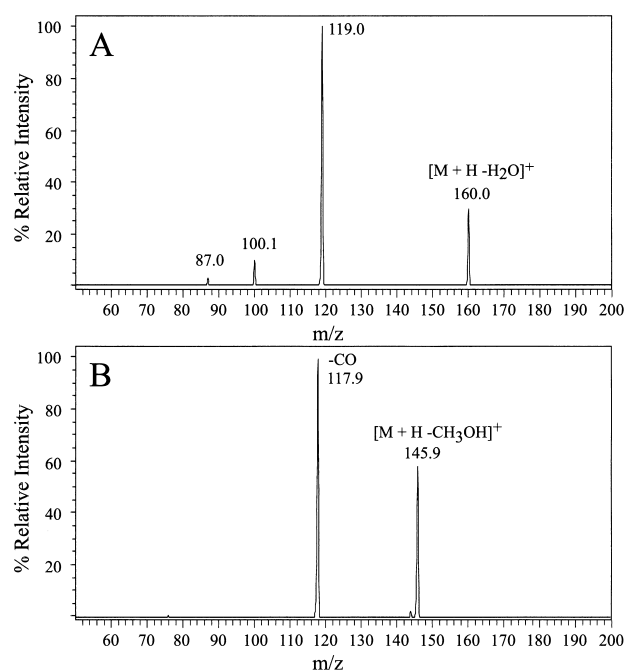 A
119.0
[M + H -H2O]+
160.0
100.1
87.0
% Relative Intensity
100
80
60
40
20
60 70 80 90 100 110 120 130 140 150 160 170 180 190 200
m/z
B
-CO
117.9
[M + H -CH3OH]+
145.9
% Relative Intensity
100
80
60
40
20
60 70 80 90 100 110 120 130 140 150 160 170 180 190 200
m/z